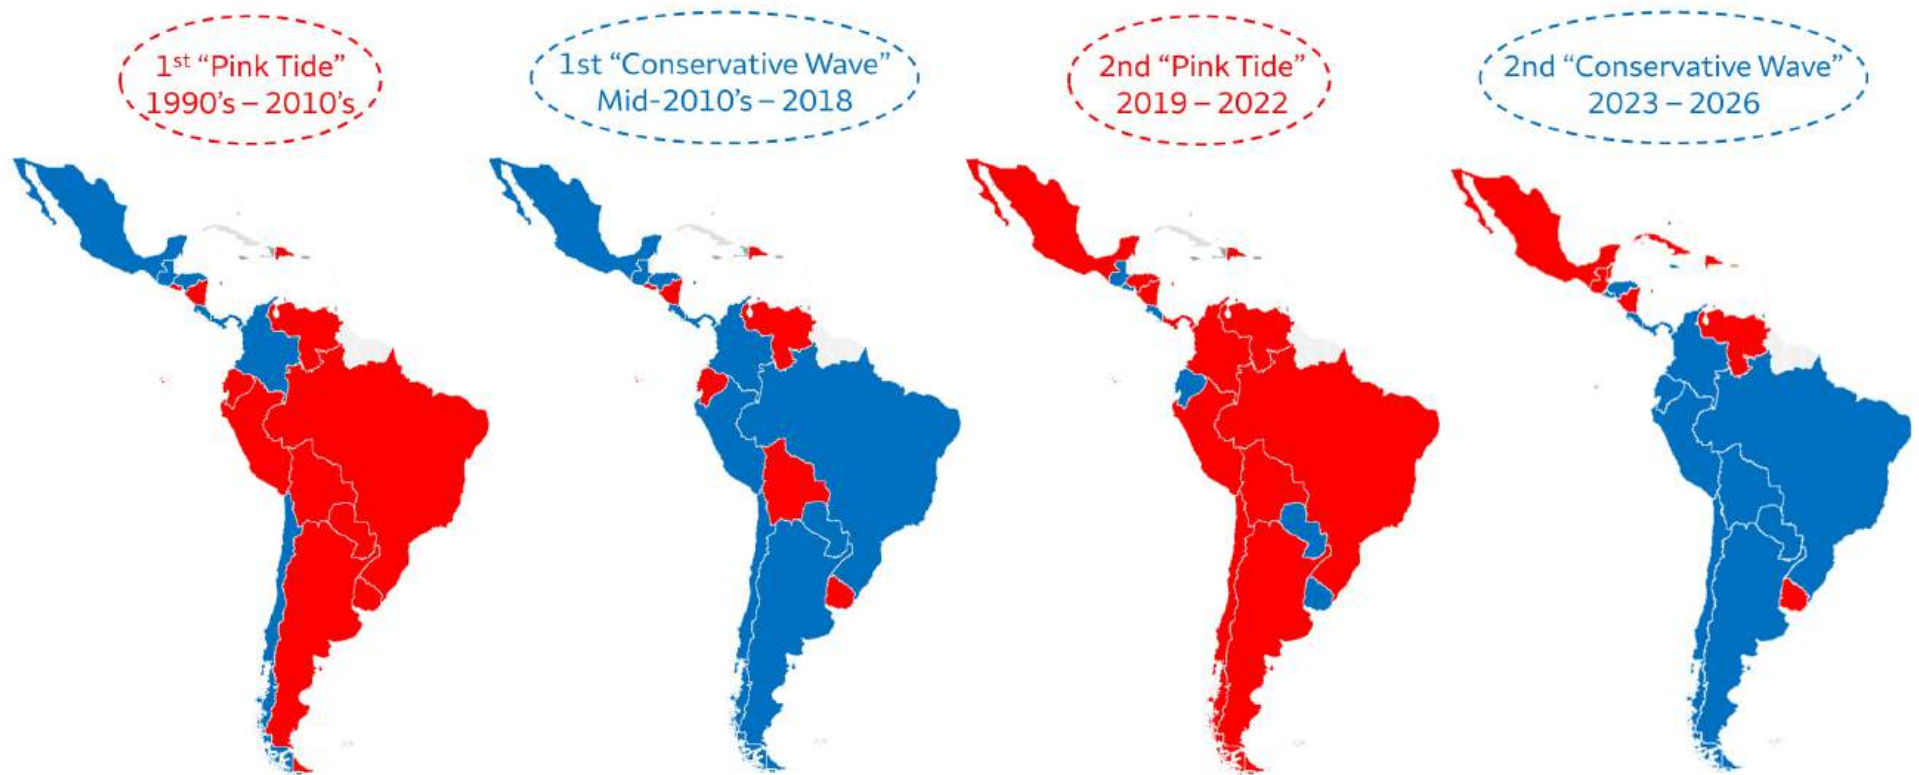 1st “Pink Tide”
1990’s – 2010’s
1st “Conservative Wave”
Mid-2010’s – 2018
2nd “Pink Tide”
2019 – 2022
2nd “Conservative Wave”
2023 – 2026